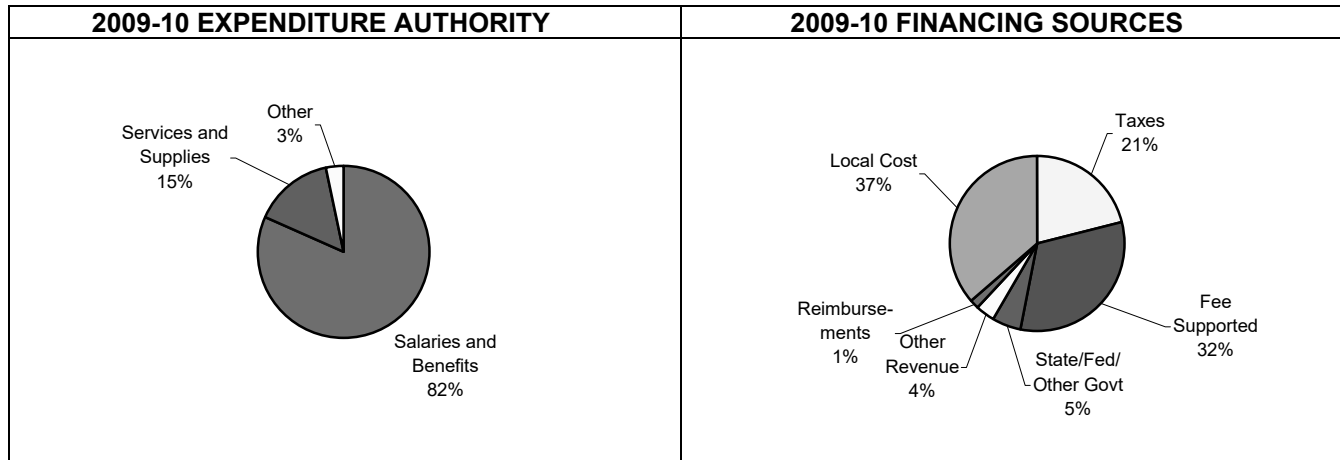 2009-10 EXPENDITURE AUTHORITY
Other
3%
Services and
Supplies
15%
Salaries and
Benefits
82%
2009-10 FINANCING SOURCES
Taxes
21%
Local Cost
37%
Fee
Supported
32%
Reimburse-
ments
1%
Other
Revenue
4%
State/Fed/
Other Govt
5%